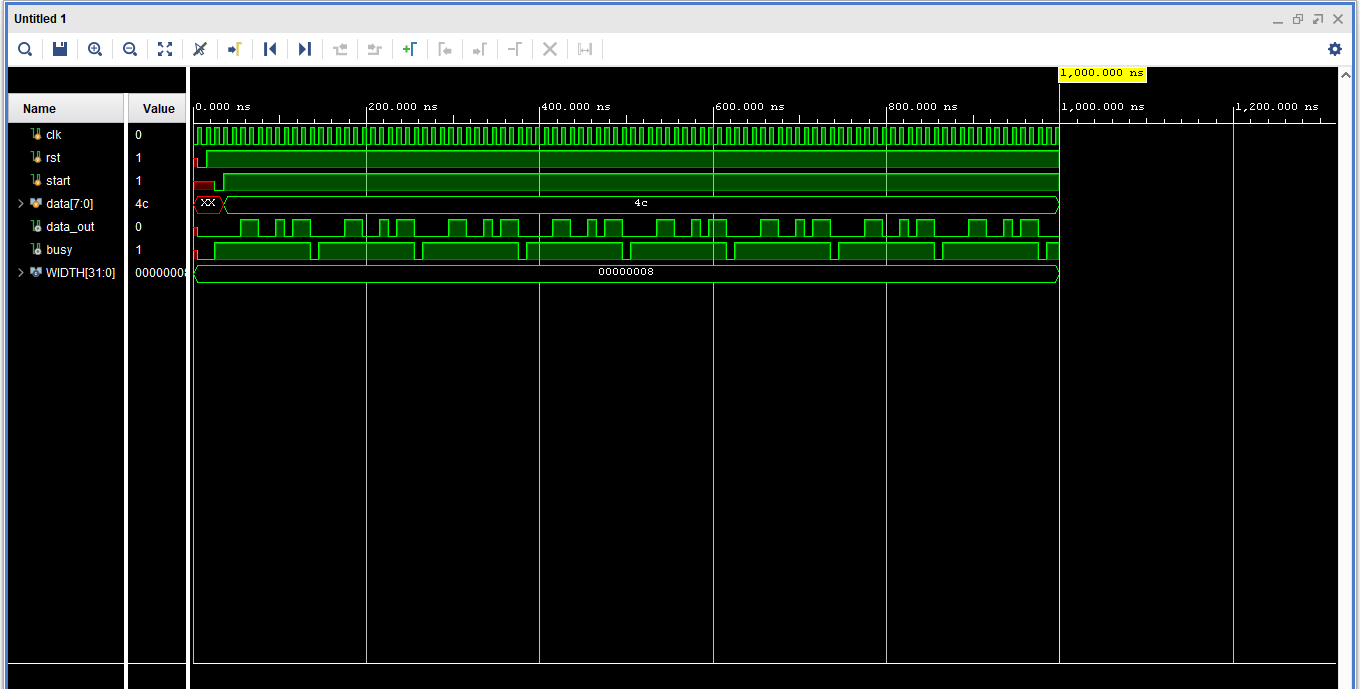 Untitled 1
1,000.000 ns
Name Value
0.000 ns 200.000 ns 400.000 ns 600.000 ns 800.000 ns 1,000.000 ns 1,200.000 ns
clk 0
rst 1
start 1
data[7:0] 4c XX 4c
data_out 0
busy 1
WIDTH[31:0] 00000008 00000008